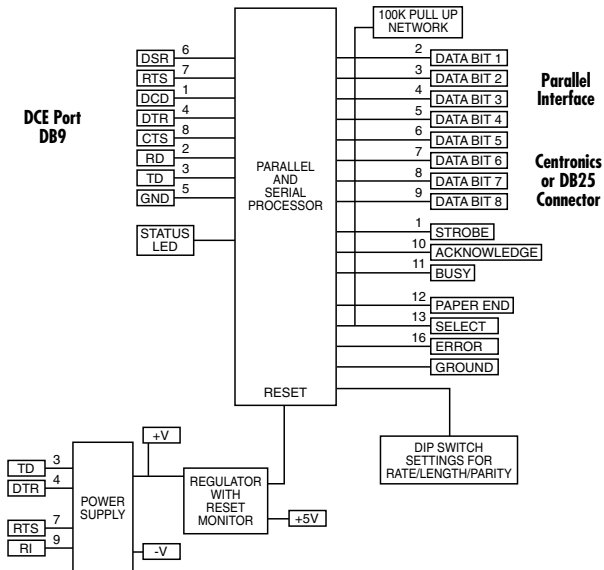 100K PULL UP
NETWORK
DCE Port
DB9
DSR 6
RTS 7
DCD 1
DTR 4
CTS 8
RD 2
TD 3
GND 5
STATUS
LED
PARALLEL
AND
SERIAL
PROCESSOR
RESET
2 DATA BIT 1
3 DATA BIT 2
4 DATA BIT 3
5 DATA BIT 4
6 DATA BIT 5
7 DATA BIT 6
8 DATA BIT 7
9 DATA BIT 8
1 STROBE
10 ACKNOWLEDGE
11 BUSY
12 PAPER END
13 SELECT
16 ERROR
GROUND
Parallel
Interface
Centronics
or DB25
Connector
DIP SWITCH
SETTINGS FOR
RATE/LENGTH/PARITY
TD 3
DTR 4
RTS 7
RI 9
POWER
SUPPLY
+V
-V
REGULATOR
WITH
RESET
MONITOR
+5V